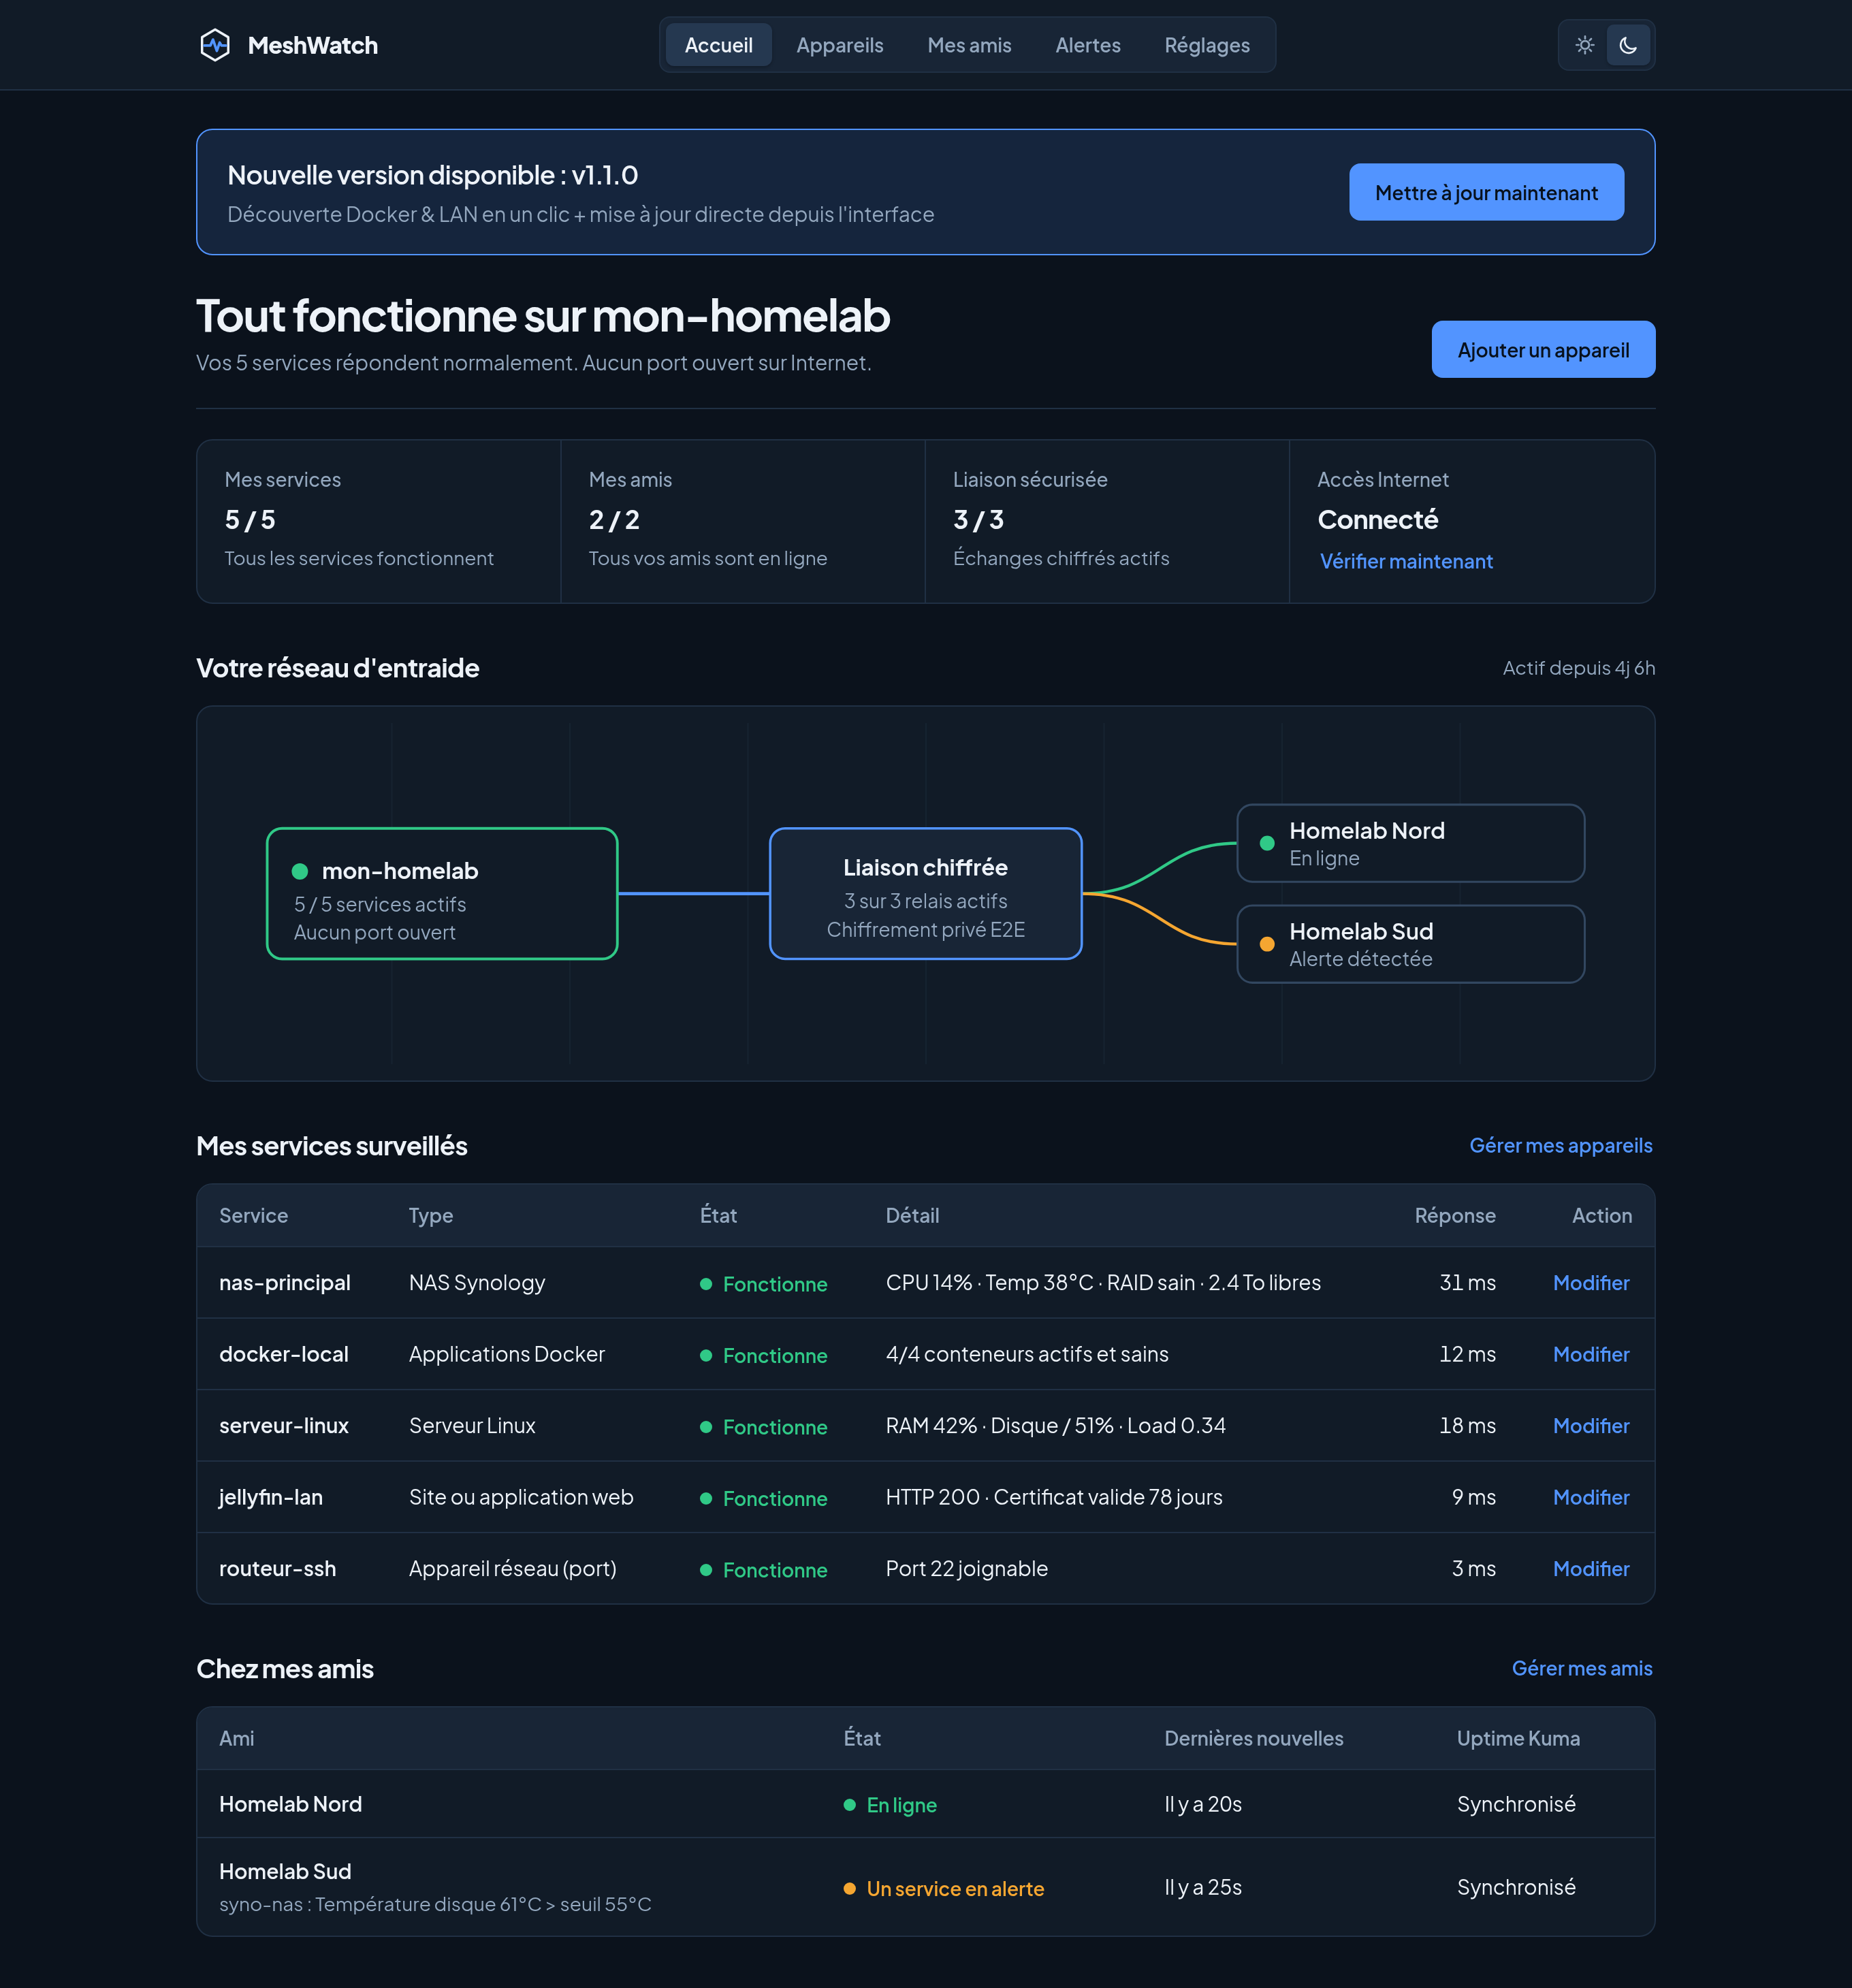 MeshWatch
Accueil Appareils Mes amis Alertes Réglages
Nouvelle version disponible : v1.1.0
Découverte Docker & LAN en un clic + mise à jour directe depuis l'interface
Mettre à jour maintenant
Tout fonctionne sur mon-homelab
Vos 5 services répondent normalement. Aucun port ouvert sur Internet.
Ajouter un appareil
Mes services
5 / 5
Tous les services fonctionnent
Mes amis
2 / 2
Tous vos amis sont en ligne
Liaison sécurisée
3 / 3
Échanges chiffrés actifs
Accès Internet
Connecté
Vérifier maintenant
Votre réseau d'entraide
Actif depuis 4j 6h
mon-homelab
5 / 5 services actifs
Aucun port ouvert
Liaison chiffrée
3 sur 3 relais actifs
Chiffrement privé E2E
Homelab Nord
En ligne
Homelab Sud
Alerte détectée
Mes services surveillés
Gérer mes appareils
Service Type État Détail Réponse Action
nas-principal NAS Synology Fonctionne CPU 14% · Temp 38°C · RAID sain · 2.4 To libres 31 ms Modifier
docker-local Applications Docker Fonctionne 4/4 conteneurs actifs et sains 12 ms Modifier
serveur-linux Serveur Linux Fonctionne RAM 42% · Disque / 51% · Load 0.34 18 ms Modifier
jellyfin-lan Site ou application web Fonctionne HTTP 200 · Certificat valide 78 jours 9 ms Modifier
routeur-ssh Appareil réseau (port) Fonctionne Port 22 joignable 3 ms Modifier
Chez mes amis
Gérer mes amis
Ami État Dernières nouvelles Uptime Kuma
Homelab Nord En ligne Il y a 20s Synchronisé
Homelab Sud Un service en alerte Il y a 25s Synchronisé
syno-nas : Température disque 61°C > seuil 55°C